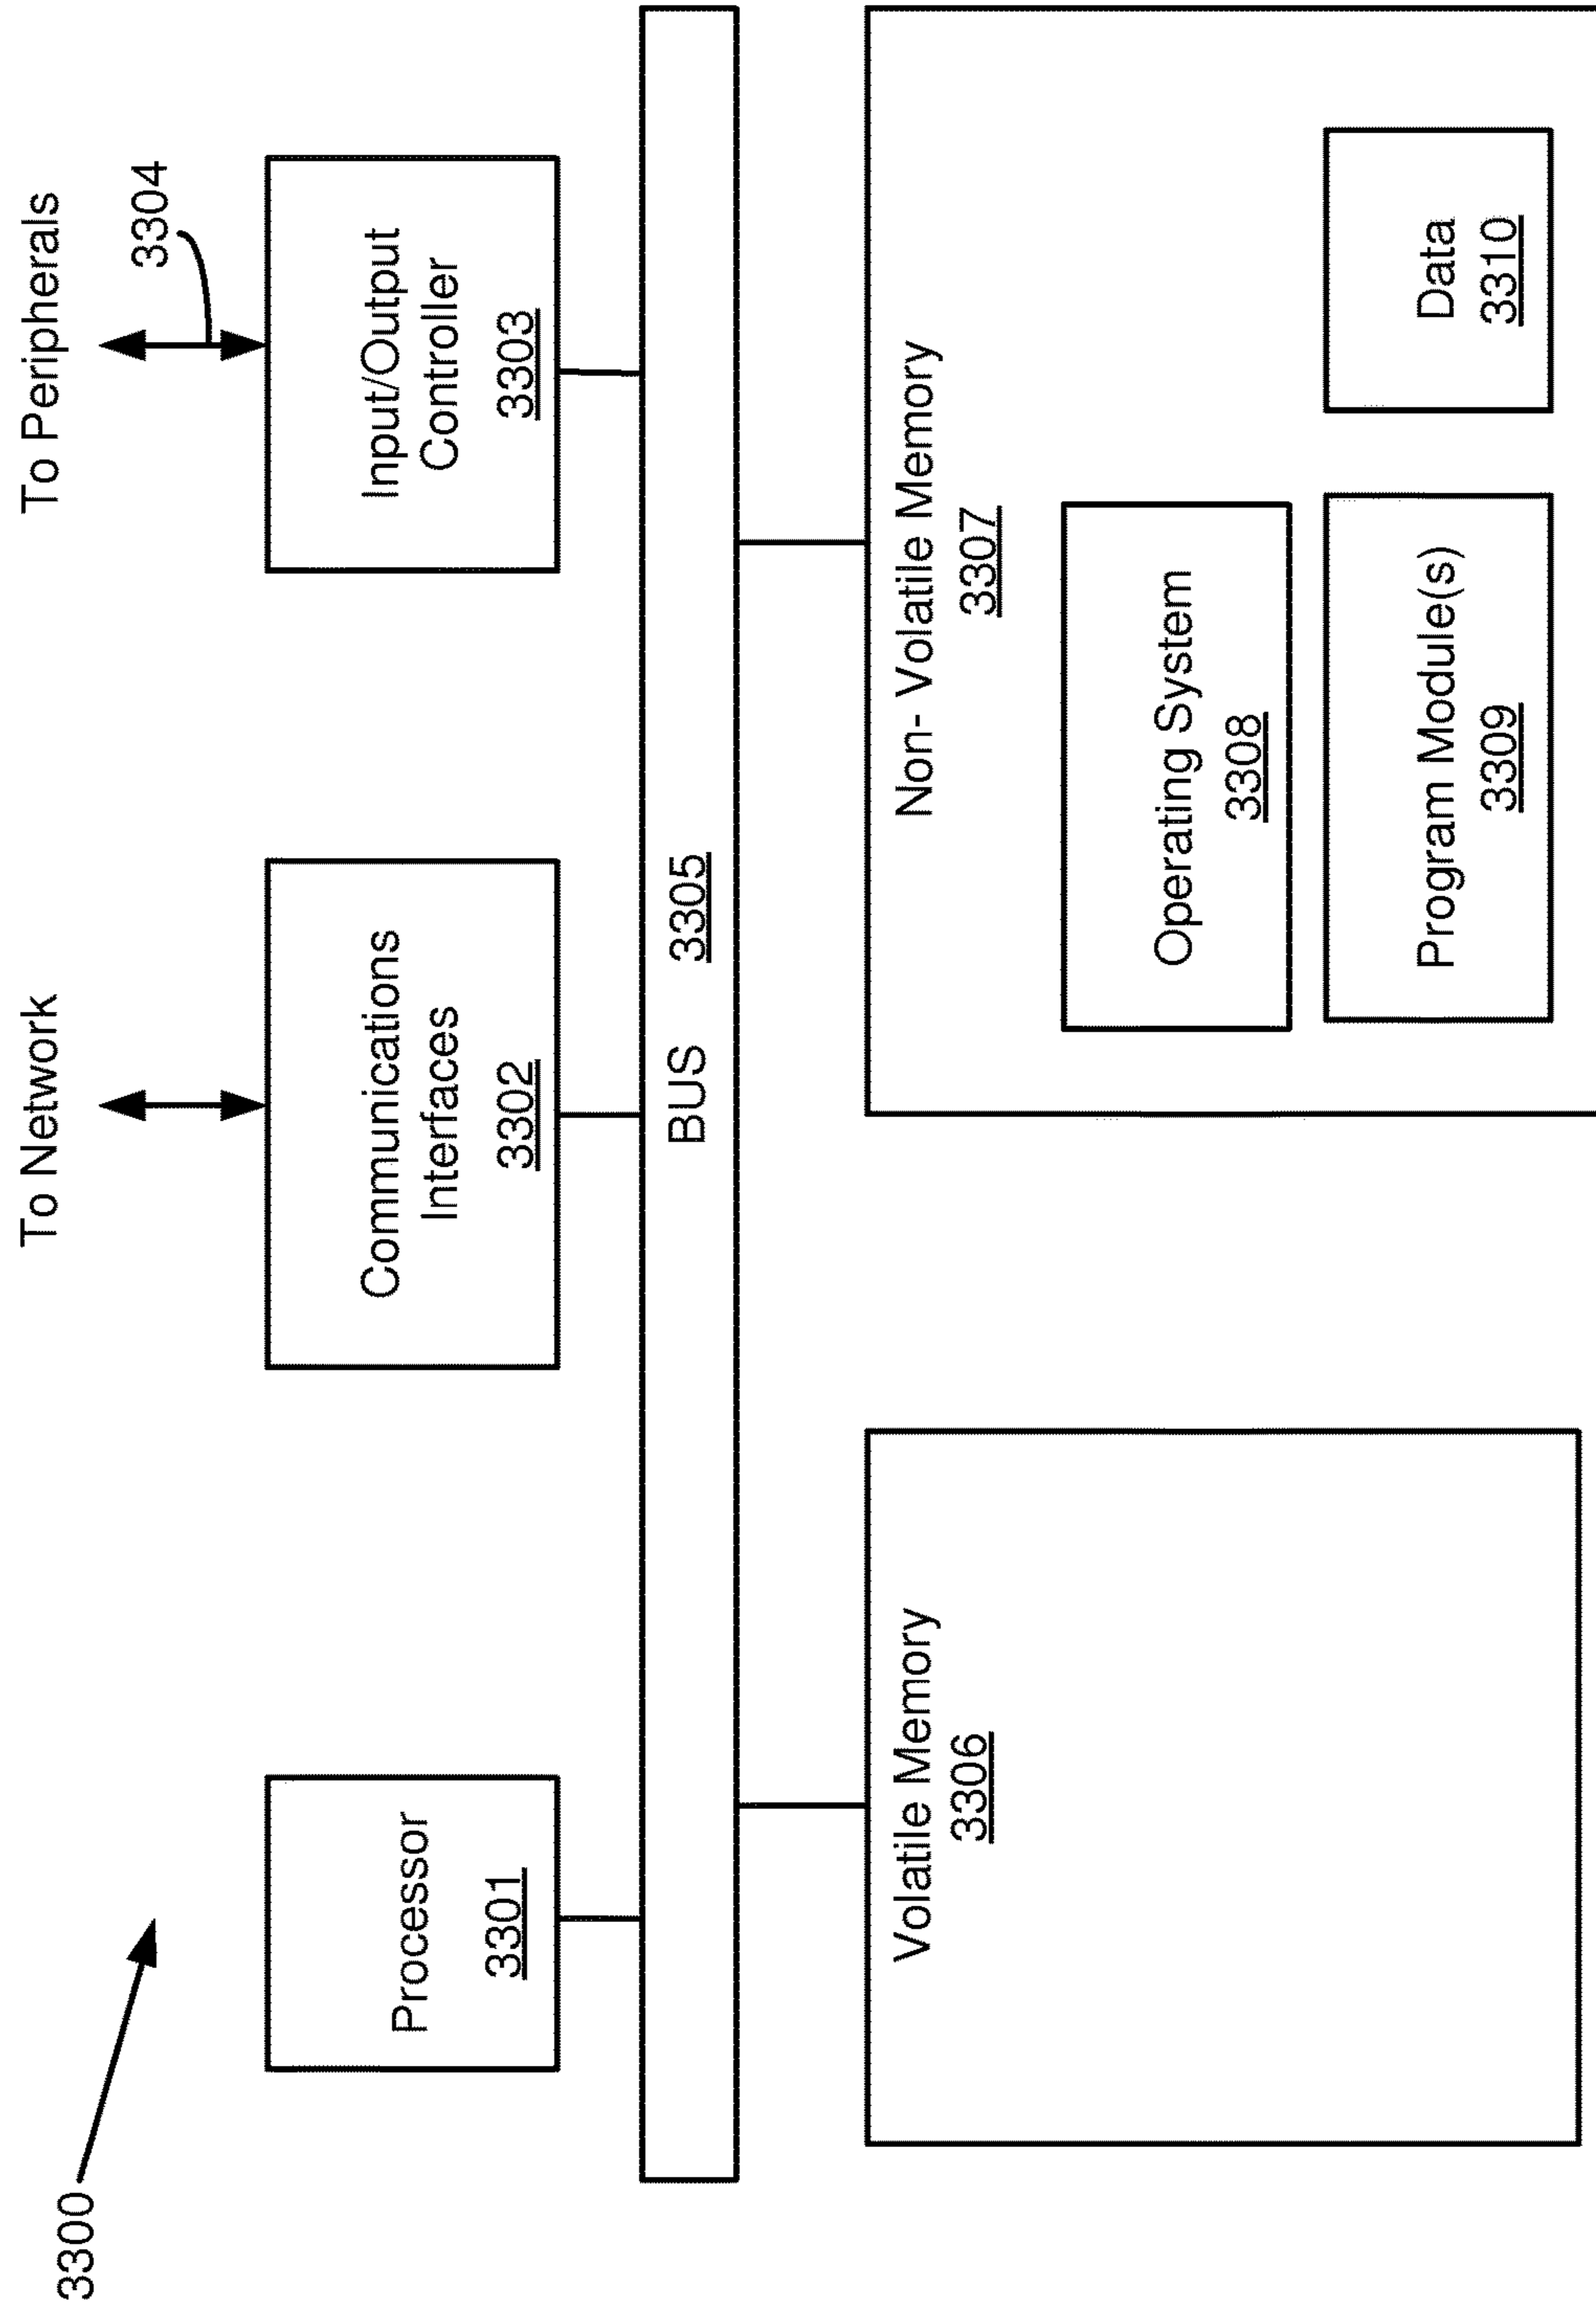 3300
To Network
To Peripherals
3304
Processor
3301
Communications
Interfaces
3302
Input/Output
Controller
3303
BUS 3305
Volatile Memory
3306
Non- Volatile Memory
3307
Operating System
3308
Program Module(s)
3309
Data
3310